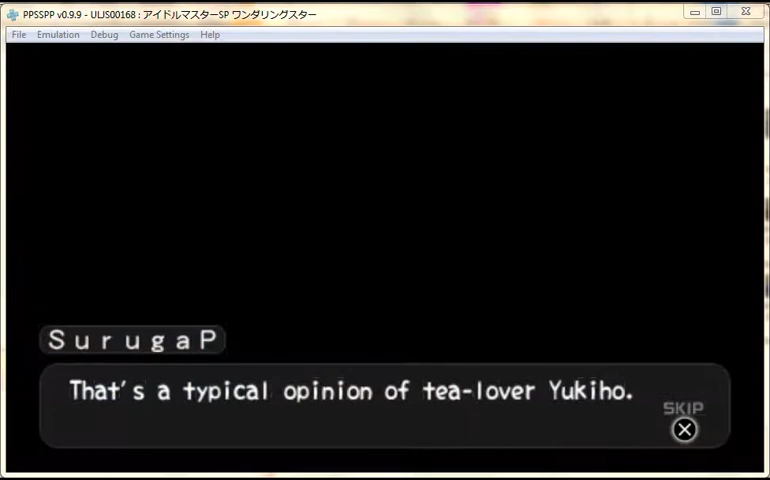 PPSSPP v0.9.9 - ULJS00168 : アイドルマスターSP ワンダリングスター
File Emulation Debug Game Settings Help
ＳｕｒｕｇａＰ
That's a typical opinion of tea-lover Yukiho.
SKIP